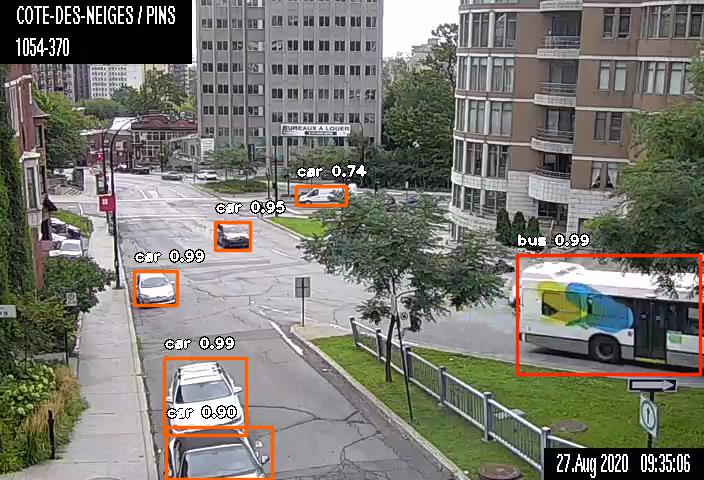 COTE-DES-NEIGES / PINS
1054-370
BUREAUX À LOUER
car 0.74
car 0.95
car 0.99
bus 0.99
car 0.99
car 0.90
1
27.Aug 2020 09:35:06